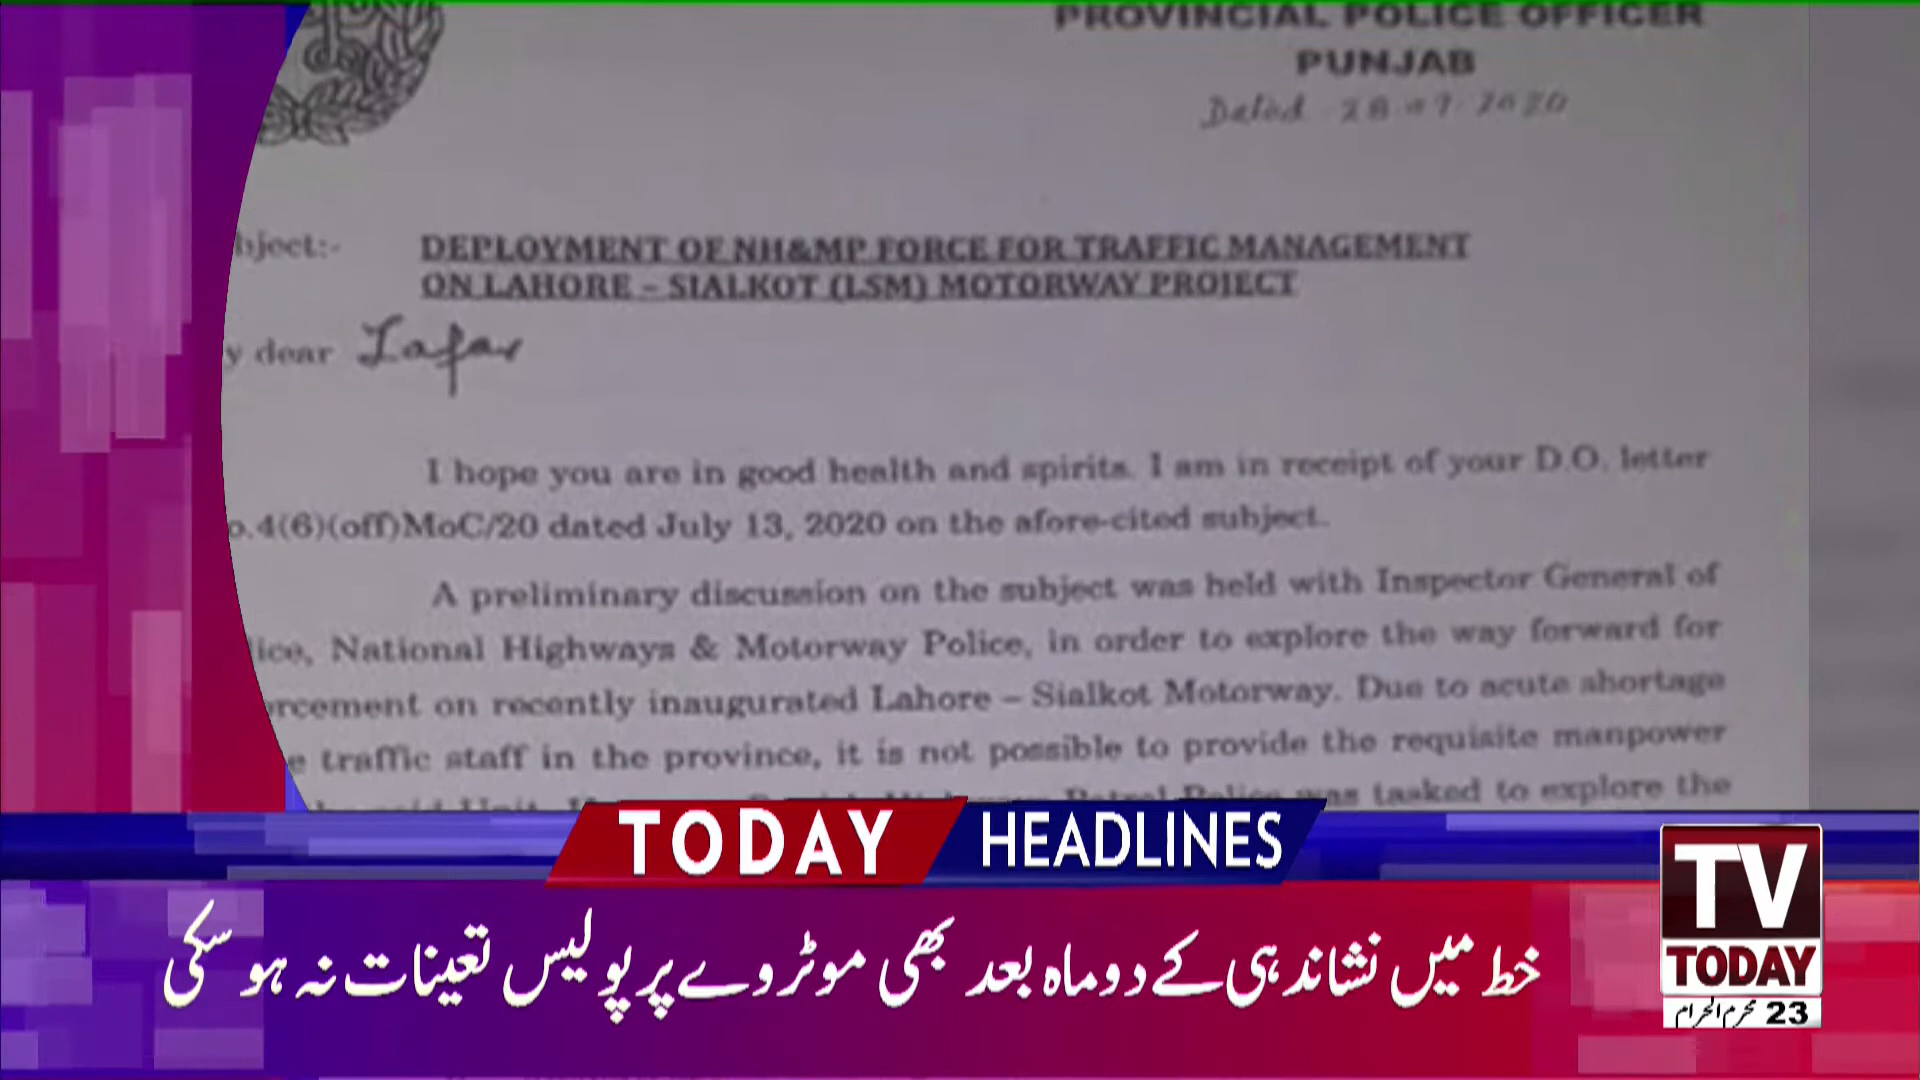 PROVINCIAL POLICE OFFICER
PUNJAB
Dated 28.07.2020
bject:- DEPLOYMENT OF NH&MP FORCE FOR TRAFFIC MANAGEMENT
ON LAHORE – SIALKOT (LSM) MOTORWAY PROJECT
y dear Zafar
I hope you are in good health and spirits. I am in receipt of your D.O. letter
o.4(6)(off)MoC/20 dated July 13, 2020 on the afore-cited subject.
A preliminary discussion on the subject was held with Inspector General of
lice, National Highways & Motorway Police, in order to explore the way forward for
orcement on recently inaugurated Lahore – Sialkot Motorway. Due to acute shortage
e traffic staff in the province, it is not possible to provide the requisite manpower
said Unit. Patrol Police was tasked to explore the
TODAY HEADLINES
خط میں نشاندہی کے دو ماہ بعد بھی موٹروے پر پولیس تعینات نہ ہو سکی
TV
TODAY
23 محرم الحرام